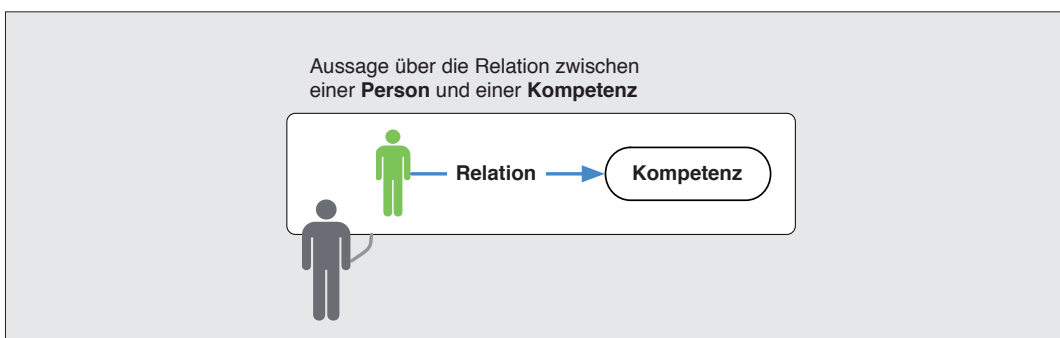 Aussage über die Relation zwischen
einer Person und einer Kompetenz
Relation
Kompetenz